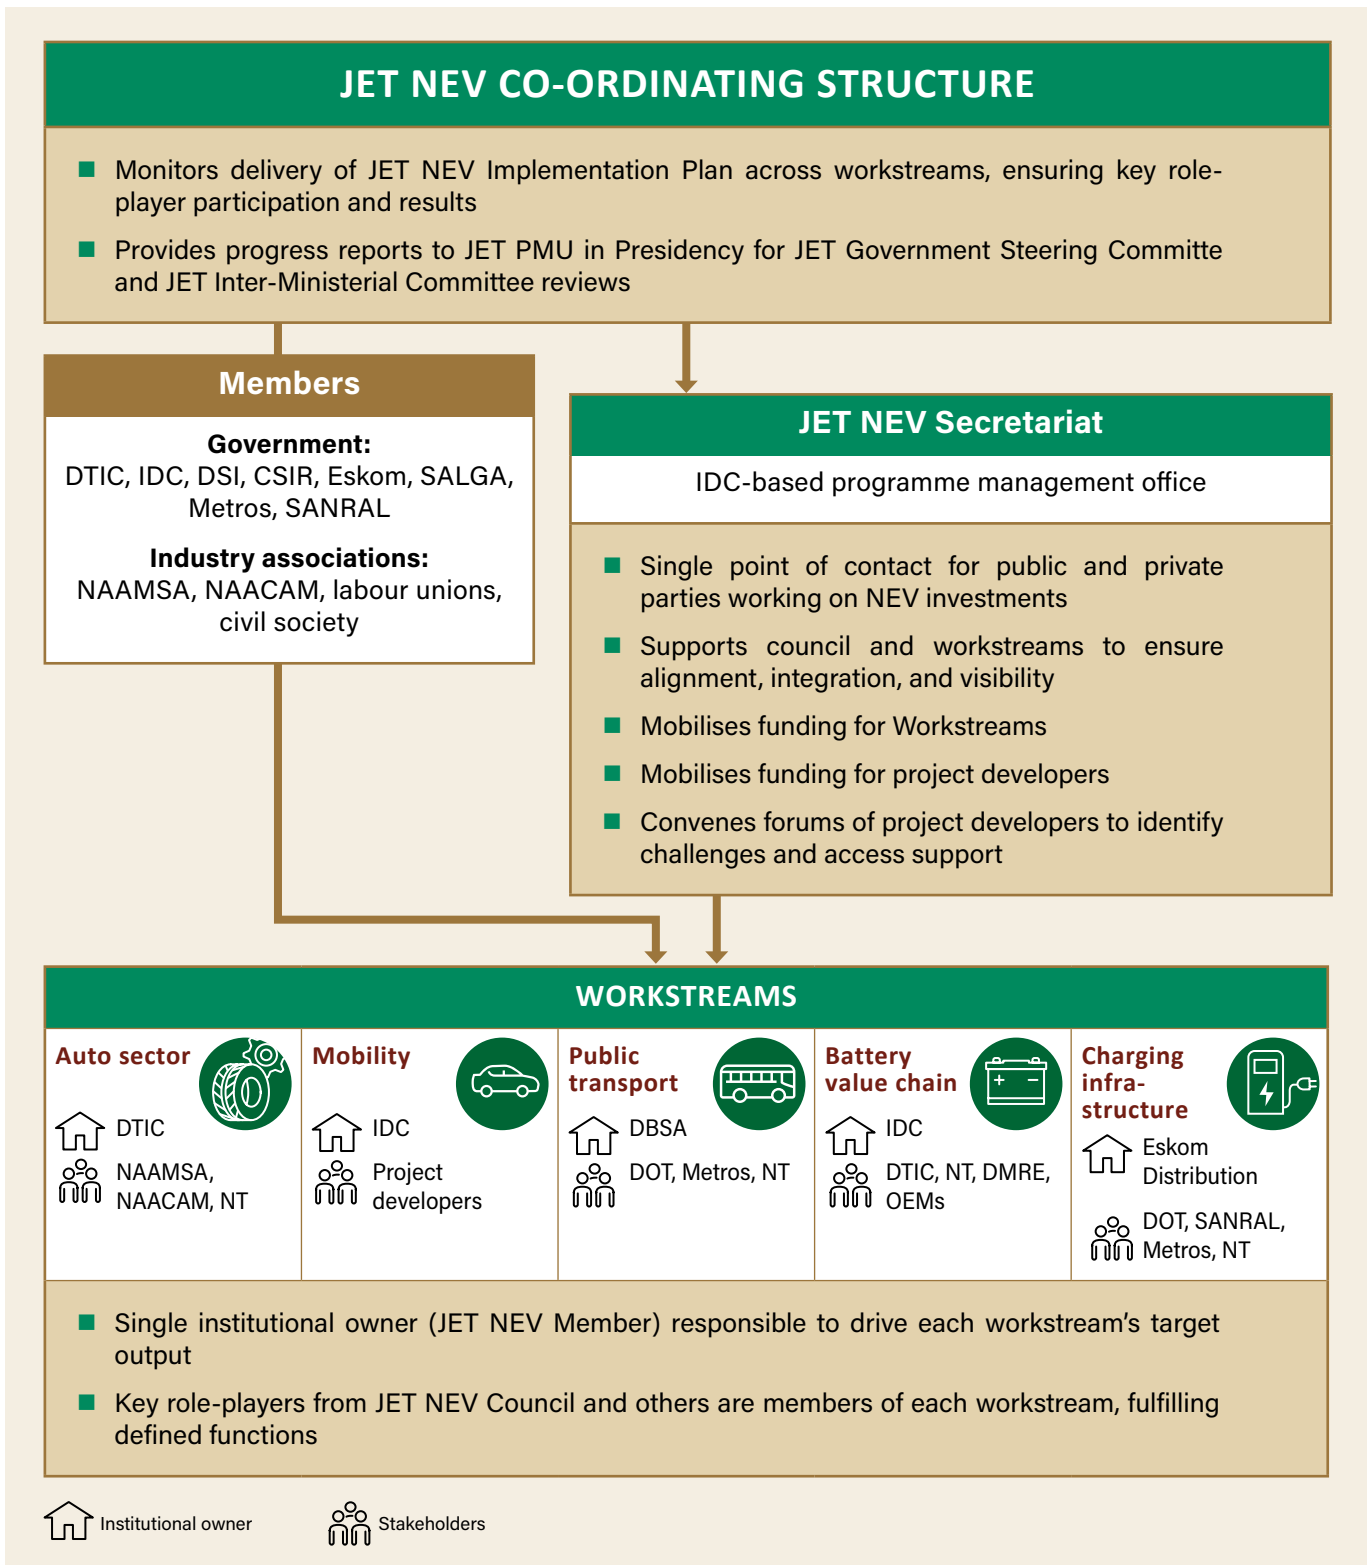 JET NEV CO-ORDINATING STRUCTURE
■ Monitors delivery of JET NEV Implementation Plan across workstreams, ensuring key role-
player participation and results
■ Provides progress reports to JET PMU in Presidency for JET Government Steering Committe
and JET Inter-Ministerial Committee reviews
Members
Government:
DTIC, IDC, DSI, CSIR, Eskom, SALGA,
Metros, SANRAL
Industry associations:
NAAMSA, NAACAM, labour unions,
civil society
JET NEV Secretariat
IDC-based programme management office
■ Single point of contact for public and private
parties working on NEV investments
■ Supports council and workstreams to ensure
alignment, integration, and visibility
■ Mobilises funding for Workstreams
■ Mobilises funding for project developers
■ Convenes forums of project developers to identify
challenges and access support
WORKSTREAMS
Auto sector
DTIC
NAAMSA,
NAACAM, NT
Mobility
IDC
Project
developers
Public
transport
DBSA
DOT, Metros, NT
Battery
value chain
IDC
DTIC, NT, DMRE,
OEMs
Charging
infra-
structure
Eskom
Distribution
DOT, SANRAL,
Metros, NT
■ Single institutional owner (JET NEV Member) responsible to drive each workstream’s target
output
■ Key role-players from JET NEV Council and others are members of each workstream, fulfilling
defined functions
Institutional owner
Stakeholders